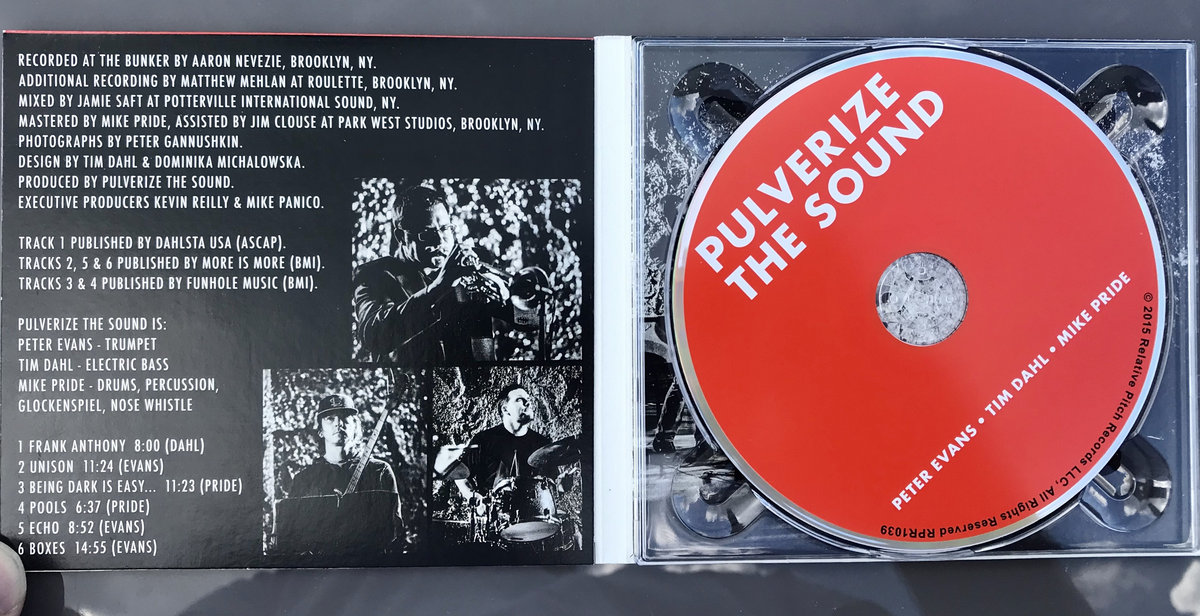 RECORDED AT THE BUNKER BY AARON NEVEZIE, BROOKLYN, NY.
ADDITIONAL RECORDING BY MATTHEW MEHLAN AT ROULETTE, BROOKLYN, NY.
MIXED BY JAMIE SAFT AT POTTERVILLE INTERNATIONAL SOUND, NY.
MASTERED BY MIKE PRIDE, ASSISTED BY JIM CLOUSE AT PARK WEST STUDIOS, BROOKLYN, NY.
PHOTOGRAPHS BY PETER GANNUSHKIN.
DESIGN BY TIM DAHL & DOMINIKA MICHALOWSKA.
PRODUCED BY PULVERIZE THE SOUND.
EXECUTIVE PRODUCERS KEVIN REILLY & MIKE PANICO.
TRACK 1 PUBLISHED BY DAHLSTA USA (ASCAP).
TRACKS 2, 5 & 6 PUBLISHED BY MORE IS MORE (BMI).
TRACKS 3 & 4 PUBLISHED BY FUNHOLE MUSIC (BMI).
PULVERIZE THE SOUND IS:
PETER EVANS - TRUMPET
TIM DAHL - ELECTRIC BASS
MIKE PRIDE - DRUMS, PERCUSSION,
GLOCKENSPIEL, NOSE WHISTLE
1 FRANK ANTHONY 8:00 (DAHL)
2 UNISON 11:24 (EVANS)
3 BEING DARK IS EASY... 11:23 (PRIDE)
4 POOLS 6:37 (PRIDE)
5 ECHO 8:52 (EVANS)
6 BOXES 14:55 (EVANS)
PULVERIZE
THE SOUND
PETER EVANS • TIM DAHL • MIKE PRIDE
© 2015 Relative Pitch Records LLC. All Rights Reserved RPR1039